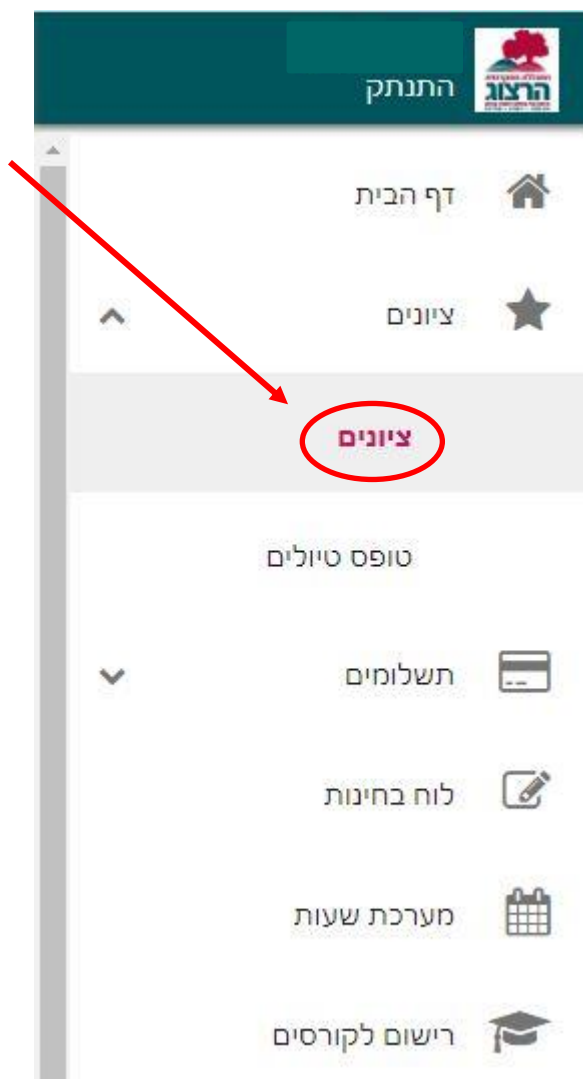 התנתק
הרצוג
דף הבית
ציונים
ציונים
טופס טיולים
תשלומים
לוח בחינות
מערכת שעות
רישום לקורסים